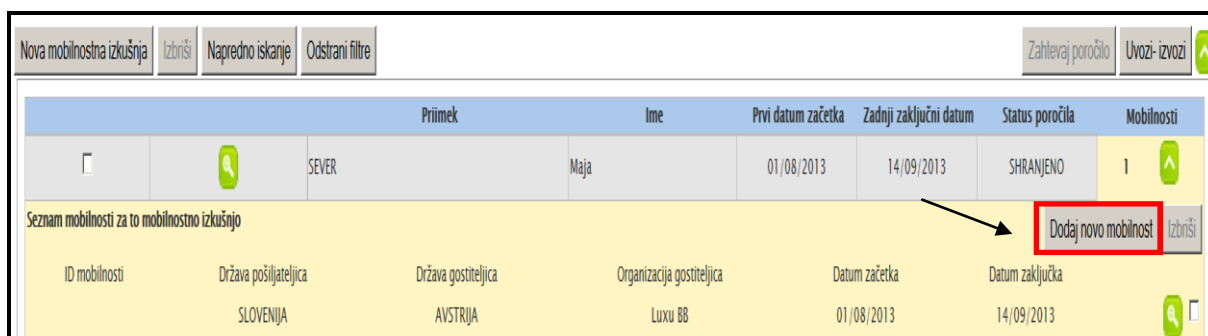 Nova mobilnostna izkušnja Izbriši Napredno iskanje Odstrani filtre Zahtevaj poročilo Uvozi- izvozi
Priimek Ime Prvi datum začetka Zadnji zaključni datum Status poročila Mobilnosti
SEVER Maja 01/08/2013 14/09/2013 SHRANJENO 1
Seznam mobilnosti za to mobilnostno izkušnjo Dodaj novo mobilnost Izbriši
ID mobilnosti Država pošiljateljica Država gostiteljica Organizacija gostiteljica Datum začetka Datum zaključka
SLOVENIJA AVSTRIJA Luxu BB 01/08/2013 14/09/2013